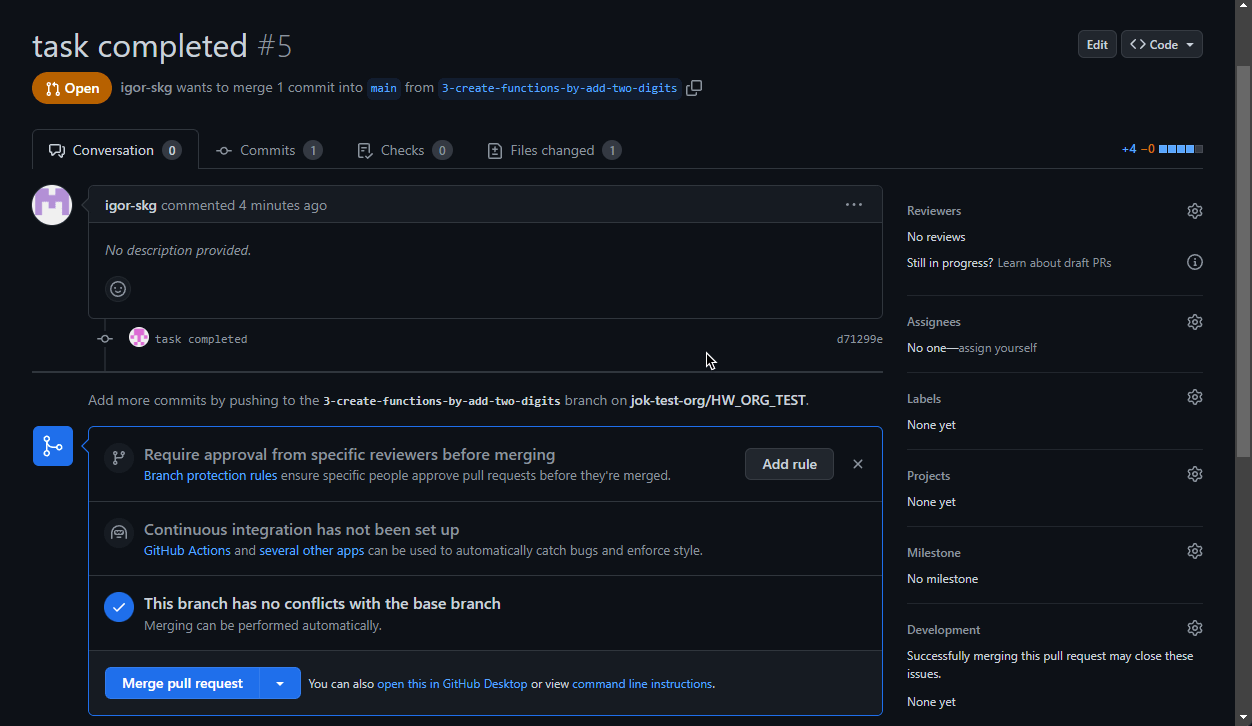 task completed #5
Edit
<> Code
Open
igor-skg wants to merge 1 commit into main from 3-create-functions-by-add-two-digits
Conversation 0
Commits 1
Checks 0
Files changed 1
+4 −0
igor-skg commented 4 minutes ago
No description provided.
task completed
d71299e
Add more commits by pushing to the 3-create-functions-by-add-two-digits branch on jok-test-org/HW_ORG_TEST.
Require approval from specific reviewers before merging
Branch protection rules ensure specific people approve pull requests before they're merged.
Add rule
Continuous integration has not been set up
GitHub Actions and several other apps can be used to automatically catch bugs and enforce style.
This branch has no conflicts with the base branch
Merging can be performed automatically.
Merge pull request
You can also open this in GitHub Desktop or view command line instructions.
Reviewers
No reviews
Still in progress? Learn about draft PRs
Assignees
No one—assign yourself
Labels
None yet
Projects
None yet
Milestone
No milestone
Development
Successfully merging this pull request may close these
issues.
None yet